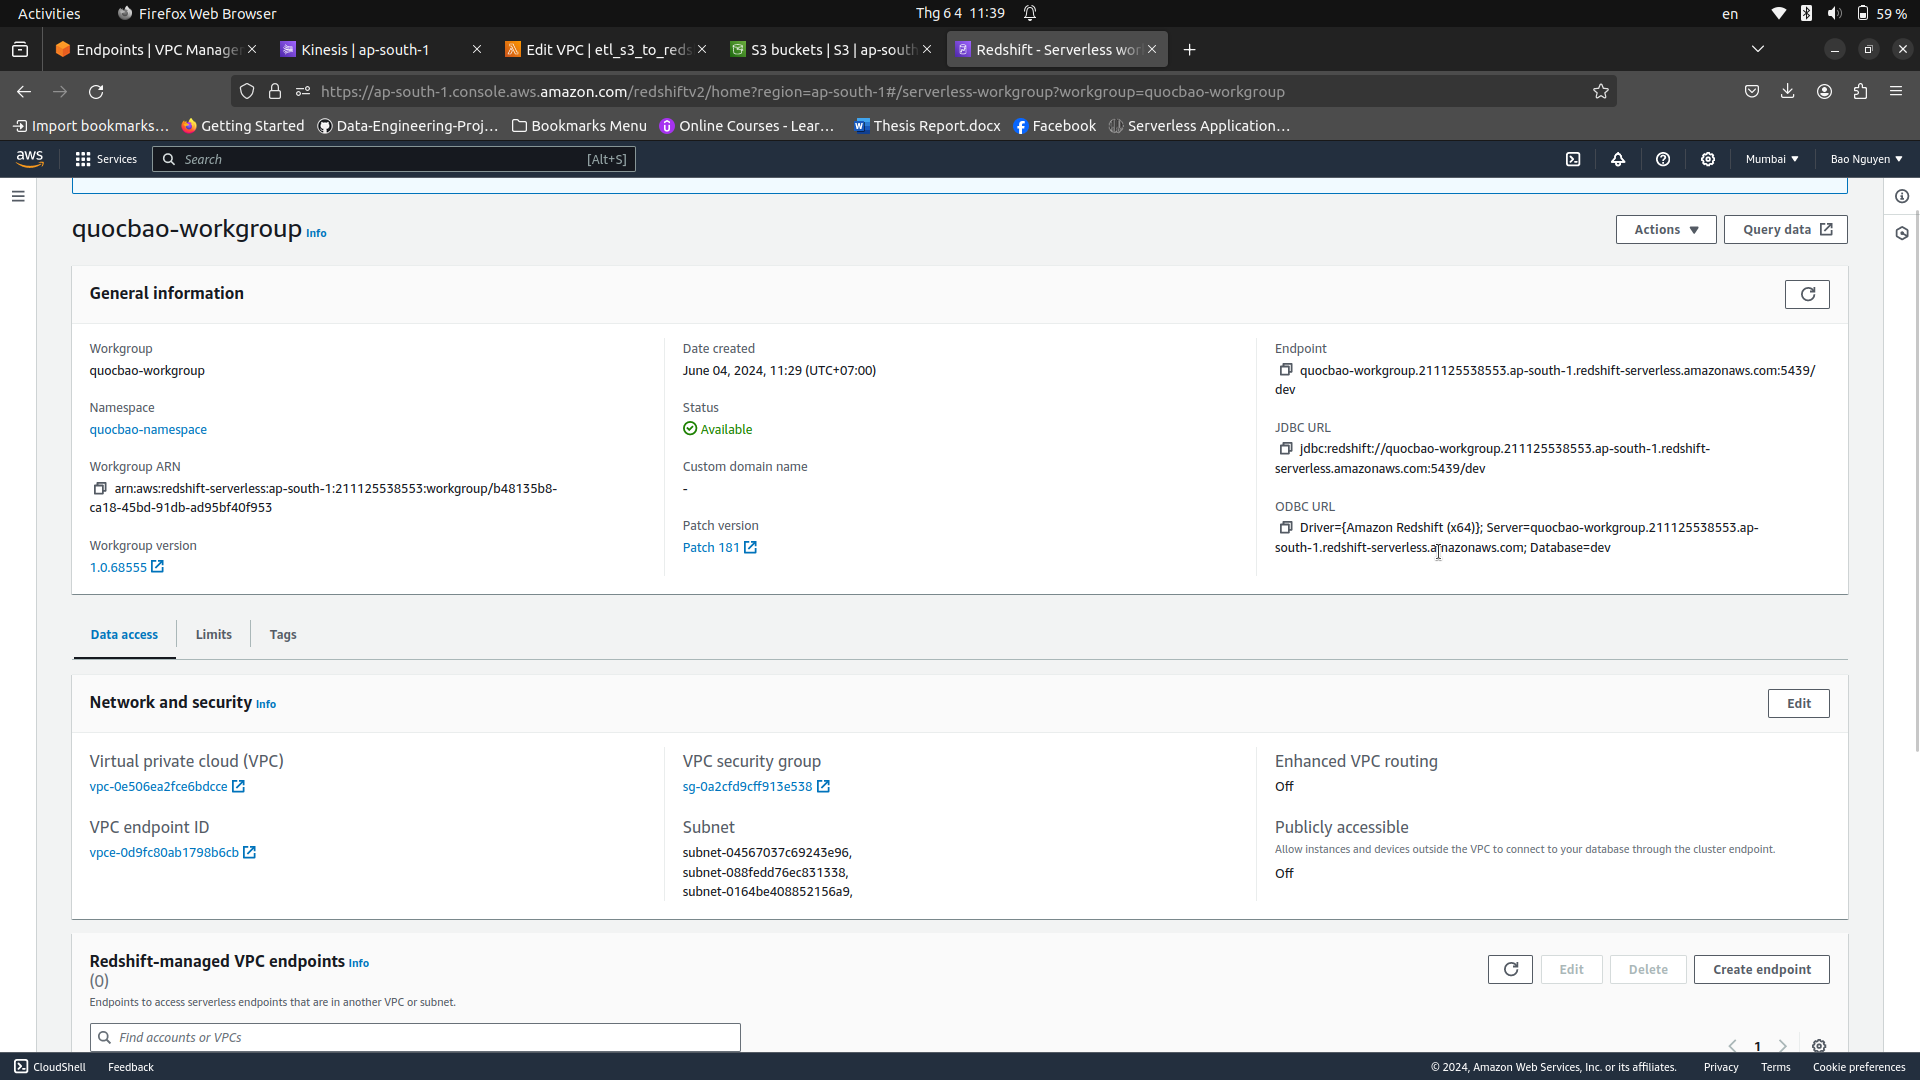 Activities
Firefox Web Browser
Thg 6 4 11:39
en
59 %
Endpoints | VPC Manage
Kinesis | ap-south-1
Edit VPC | etl_s3_to_reds
S3 buckets | S3 | ap-south
Redshift - Serverless wor
https://ap-south-1.console.aws.amazon.com/redshiftv2/home?region=ap-south-1#/serverless-workgroup?workgroup=quocbao-workgroup
Import bookmarks…
Getting Started
Data-Engineering-Proj…
Bookmarks Menu
Online Courses - Lear…
Thesis Report.docx
Facebook
Serverless Application…
aws
Services
Search
[Alt+S]
Mumbai
Bao Nguyen
quocbao-workgroup Info
Actions
Query data
General information
Workgroup
quocbao-workgroup
Namespace
quocbao-namespace
Workgroup ARN
arn:aws:redshift-serverless:ap-south-1:211125538553:workgroup/b48135b8-
ca18-45bd-91db-ad95bf40f953
Workgroup version
1.0.68555
Date created
June 04, 2024, 11:29 (UTC+07:00)
Status
Available
Custom domain name
-
Patch version
Patch 181
Endpoint
quocbao-workgroup.211125538553.ap-south-1.redshift-serverless.amazonaws.com:5439/
dev
JDBC URL
jdbc:redshift://quocbao-workgroup.211125538553.ap-south-1.redshift-
serverless.amazonaws.com:5439/dev
ODBC URL
Driver={Amazon Redshift (x64)}; Server=quocbao-workgroup.211125538553.ap-
south-1.redshift-serverless.amazonaws.com; Database=dev
Data access
Limits
Tags
Network and security Info
Edit
Virtual private cloud (VPC)
vpc-0e506ea2fce6bdcce
VPC endpoint ID
vpce-0d9fc80ab1798b6cb
VPC security group
sg-0a2cfd9cff913e538
Subnet
subnet-04567037c69243e96,
subnet-088fedd76ec831338,
subnet-0164be408852156a9,
Enhanced VPC routing
Off
Publicly accessible
Allow instances and devices outside the VPC to connect to your database through the cluster endpoint.
Off
Redshift-managed VPC endpoints Info
(0)
Endpoints to access serverless endpoints that are in another VPC or subnet.
Edit
Delete
Create endpoint
Find accounts or VPCs
1
CloudShell
Feedback
© 2024, Amazon Web Services, Inc. or its affiliates.
Privacy
Terms
Cookie preferences